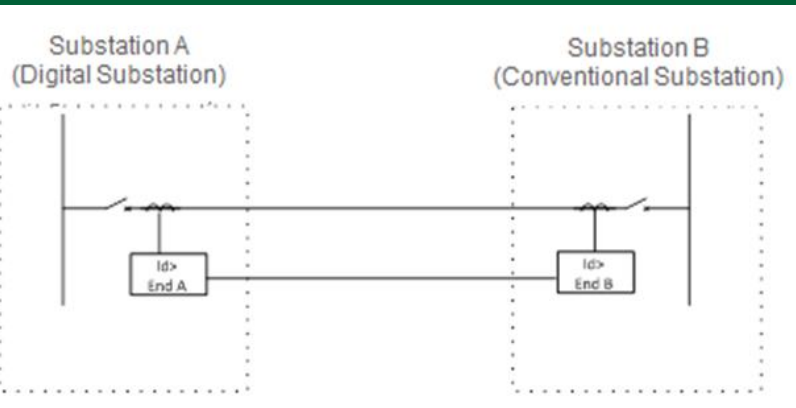 Substation A
(Digital Substation)
Substation B
(Conventional Substation)
Id>
End A
Id>
End B